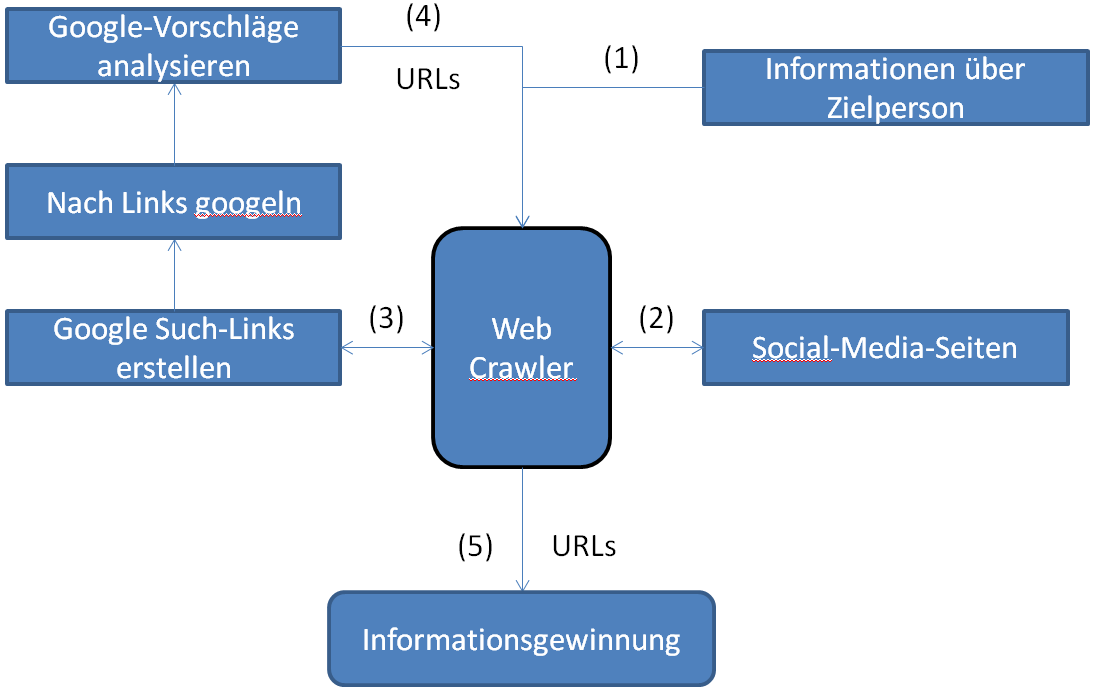 Google-Vorschläge
analysieren
(4)
URLs
(1)
Informationen über
Zielperson
Nach Links googeln
Google Such-Links
erstellen
(3)
Web
Crawler
(2)
Social-Media-Seiten
(5)
URLs
Informationsgewinnung